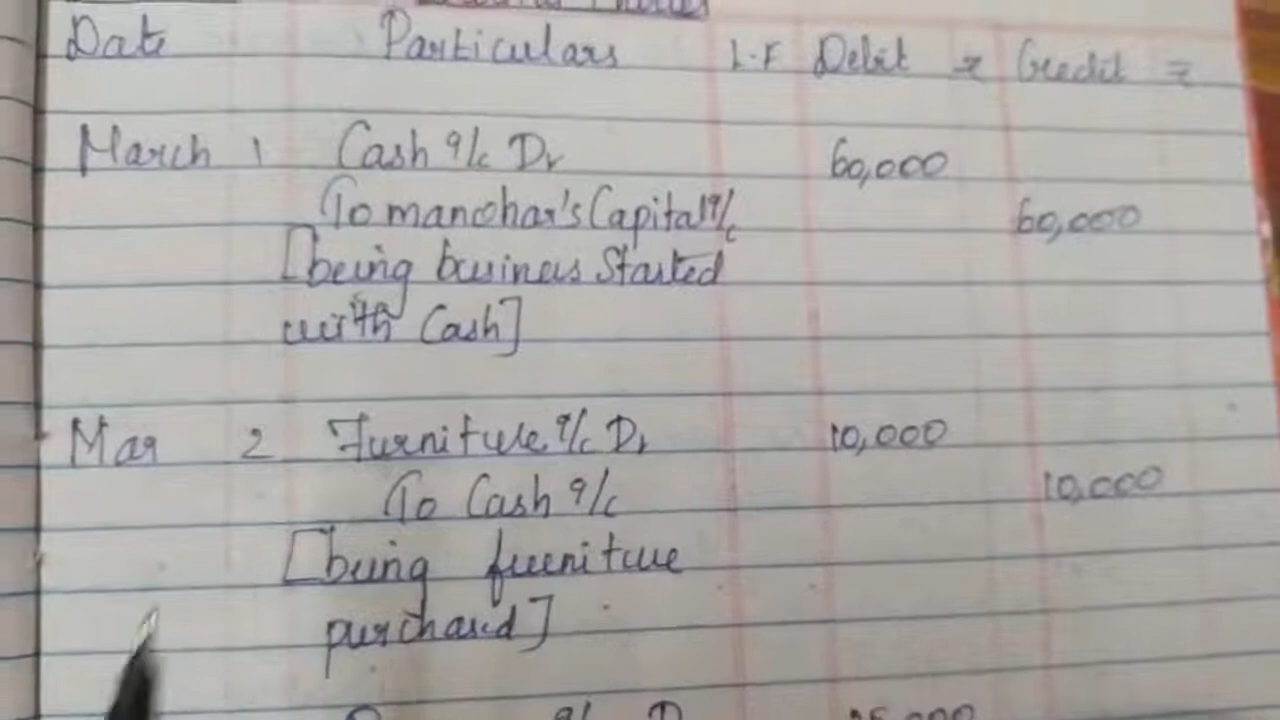 Date Particulars L.F Debit ₹ Credit ₹
March 1 Cash a/c Dr 60,000
To manohar's Capital a/c 60,000
[being business Started
with Cash]
Mar 2 Furniture a/c Dr 10,000
To Cash a/c 10,000
[being furniture
purchased]